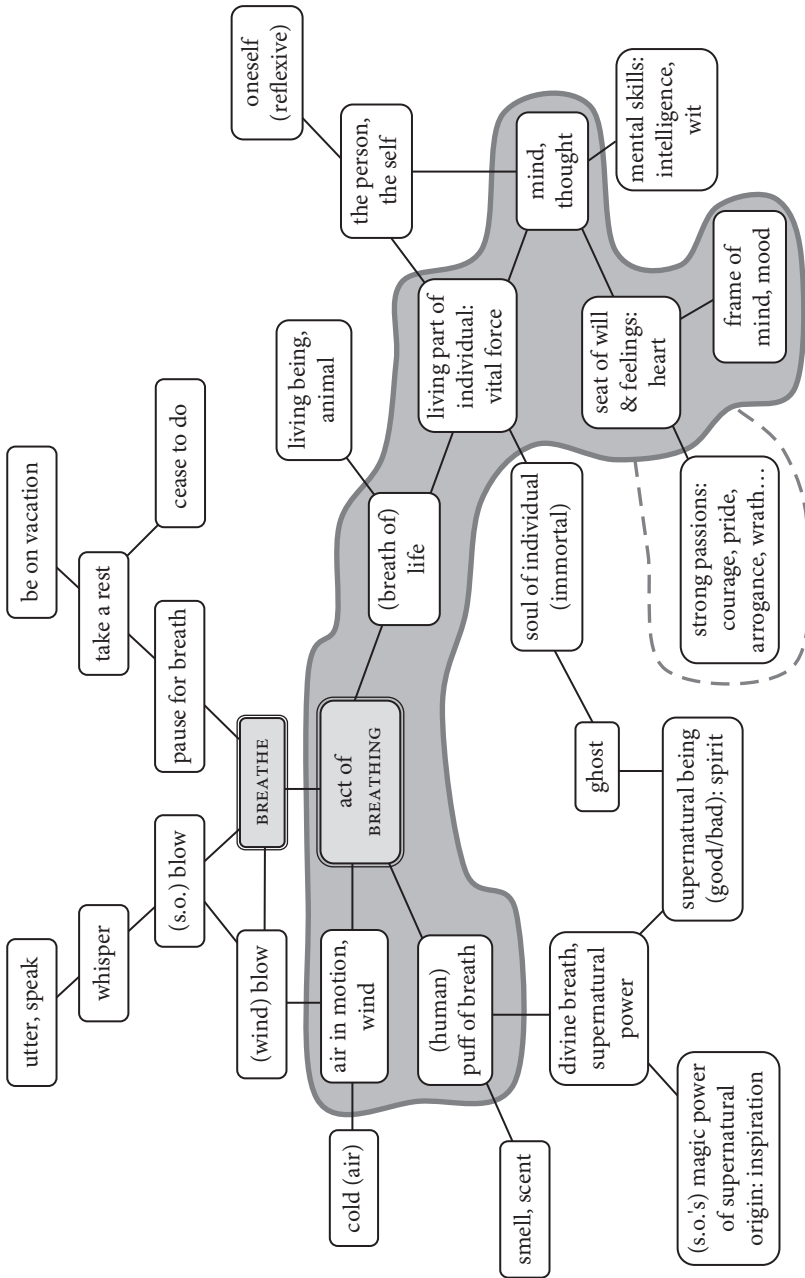 utter, speak
be on vacation
whisper
take a rest
(s.o.) blow
pause for breath
cease to do
(wind) blow
BREATHE
oneself
(reflexive)
living being,
animal
cold (air)
air in motion,
wind
act of
BREATHING
the person,
the self
(breath of)
life
(human)
puff of breath
living part of
individual:
vital force
smell, scent
soul of individual
(immortal)
mind,
thought
divine breath,
supernatural
power
ghost
seat of will
& feelings:
heart
mental skills:
intelligence,
wit
(s.o.'s) magic power
of supernatural
origin: inspiration
supernatural being
(good/bad): spirit
strong passions:
courage, pride,
arrogance, wrath…
frame of
mind, mood